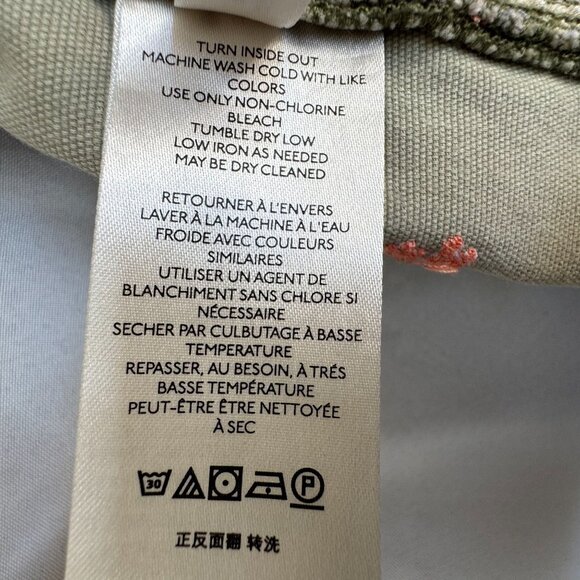 TURN INSIDE OUT
MACHINE WASH COLD WITH LIKE
COLORS
USE ONLY NON-CHLORINE
BLEACH
TUMBLE DRY LOW
LOW IRON AS NEEDED
MAY BE DRY CLEANED
RETOURNER À L'ENVERS
LAVER À LA MACHINE À L'EAU
FROIDE AVEC COULEURS
SIMILAIRES
UTILISER UN AGENT DE
BLANCHIMENT SANS CHLORE SI
NÉCESSAIRE
SECHER PAR CULBUTAGE À BASSE
TEMPERATURE
REPASSER, AU BESOIN, À TRÉS
BASSE TEMPÉRATURE
PEUT-ÊTRE ÊTRE NETTOYÉE
À SEC
30 P
正反面翻 转洗